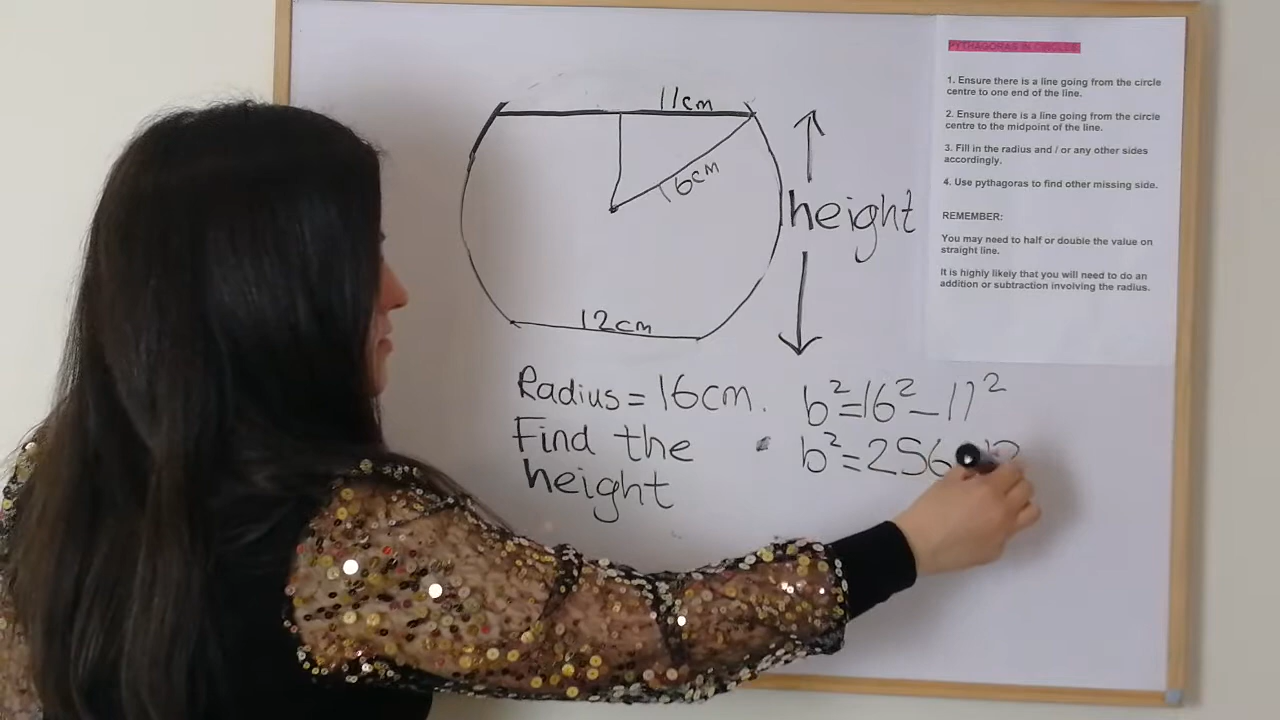 11cm
16cm
height
12cm
Radius = 16cm.
Find the
height
b²=16²-11²
b²=256
PYTHAGORAS IN CIRCLES
1. Ensure there is a line going from the circle
centre to one end of the line.
2. Ensure there is a line going from the circle
centre to the midpoint of the line.
3. Fill in the radius and / or any other sides
accordingly.
4. Use pythagoras to find other missing side.
REMEMBER:
You may need to half or double the value on
straight line.
It is highly likely that you will need to do an
addition or subtraction involving the radius.